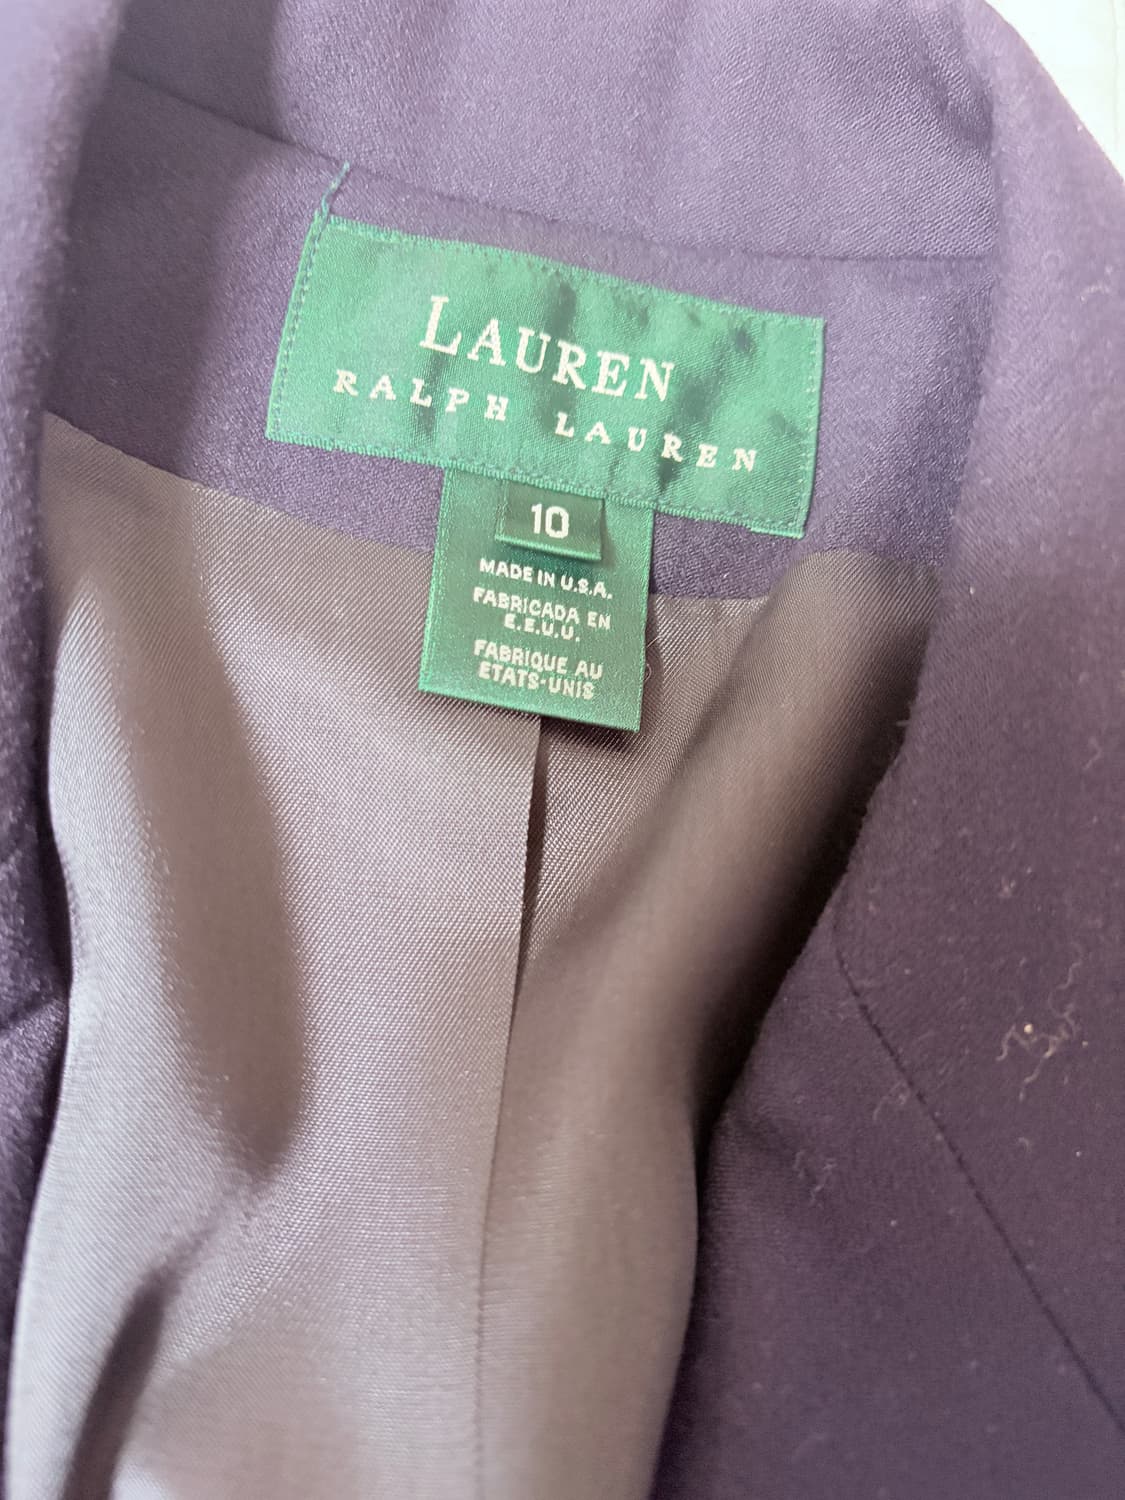 LAUREN
RALPH LAUREN
10
MADE IN U.S.A.
FABRICADA EN
E.E.U.U.
FABRIQUE AU
ETATS-UNIS